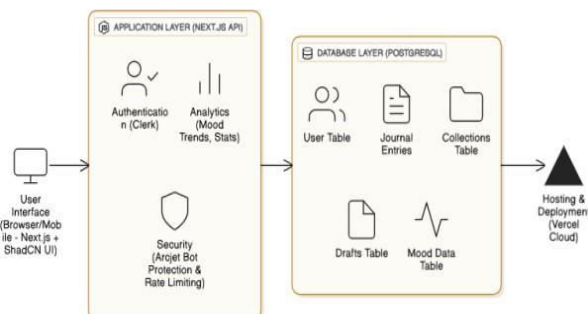 APPLICATION LAYER (NEXT.JS API)
Authenticatio
n (Clerk)
Analytics
(Mood
Trends, Stats)
Security
(Arcjet Bot
Protection &
Rate Limiting)
User
Interface
(Browser/Mob
ile - Next.js +
ShadCN UI)
DATABASE LAYER (POSTGRESQL)
User Table
Journal
Entries
Collections
Table
Drafts Table
Mood Data
Table
Hosting &
Deployment
(Vercel
Cloud)